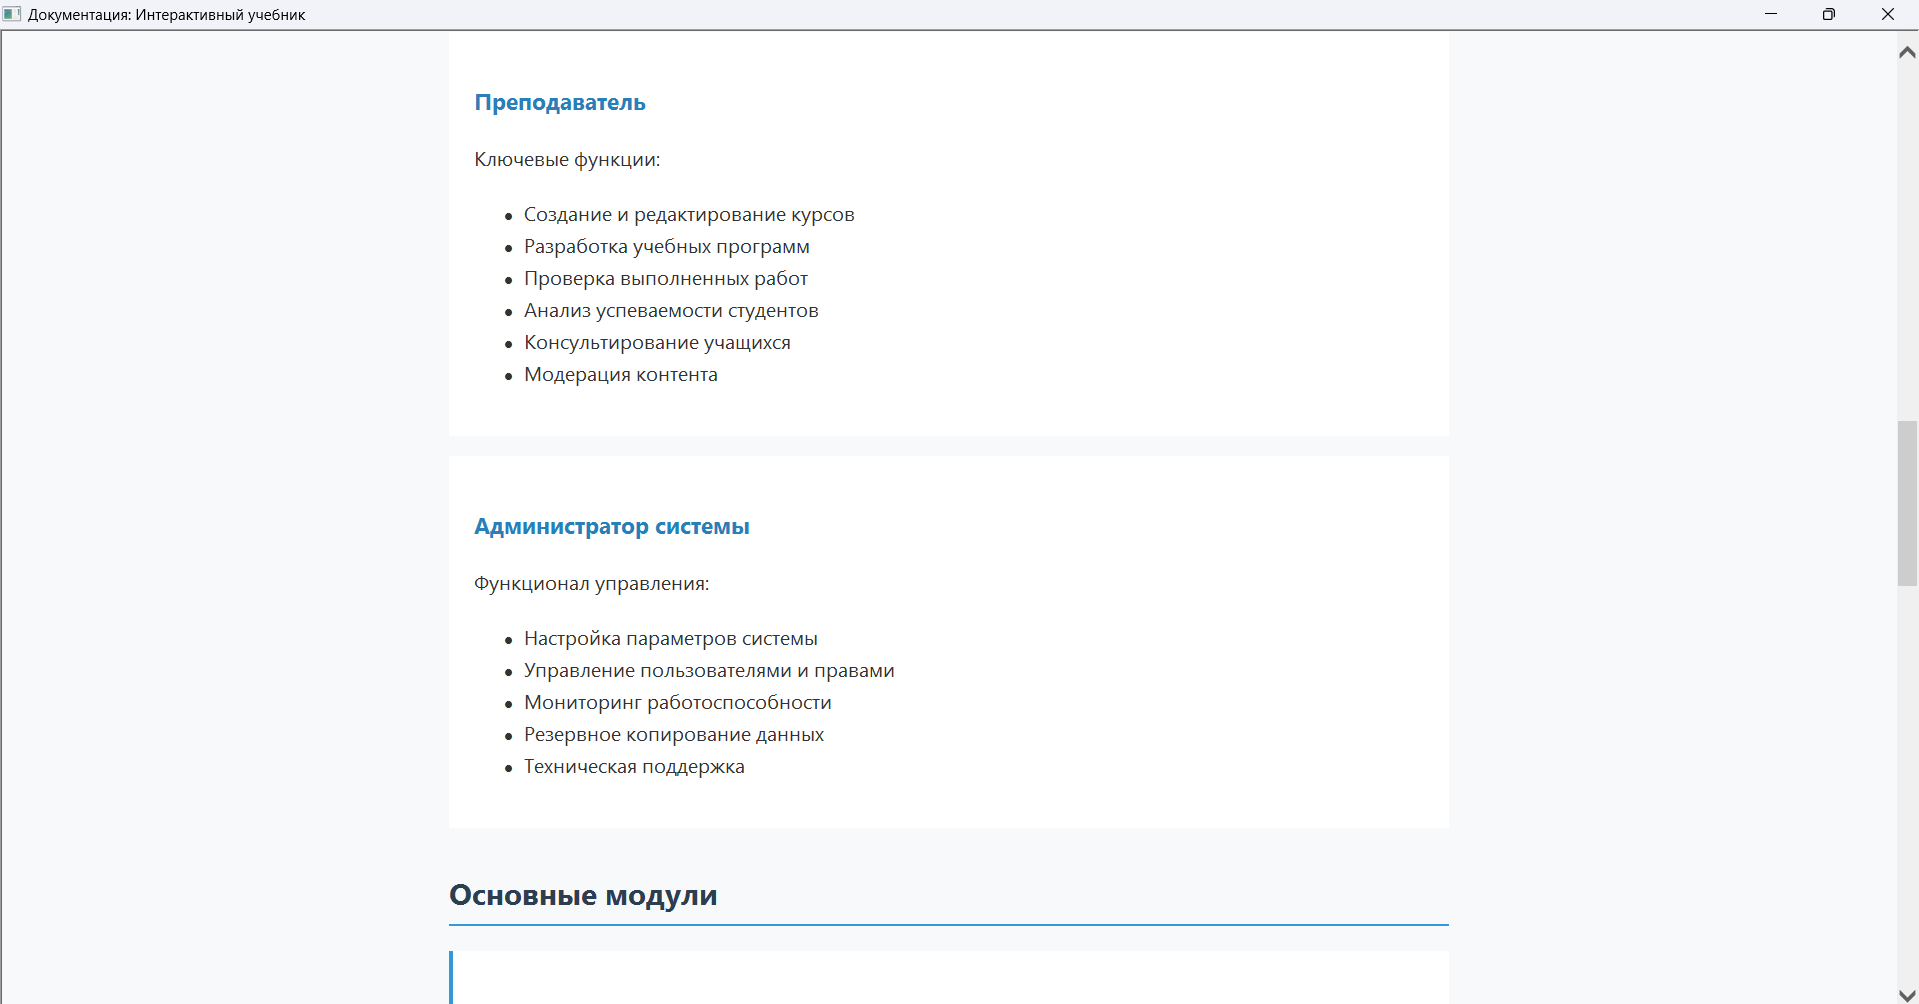 Документация: Интерактивный учебник
Преподаватель
Ключевые функции:
Создание и редактирование курсов
Разработка учебных программ
Проверка выполненных работ
Анализ успеваемости студентов
Консультирование учащихся
Модерация контента
Администратор системы
Функционал управления:
Настройка параметров системы
Управление пользователями и правами
Мониторинг работоспособности
Резервное копирование данных
Техническая поддержка
Основные модули